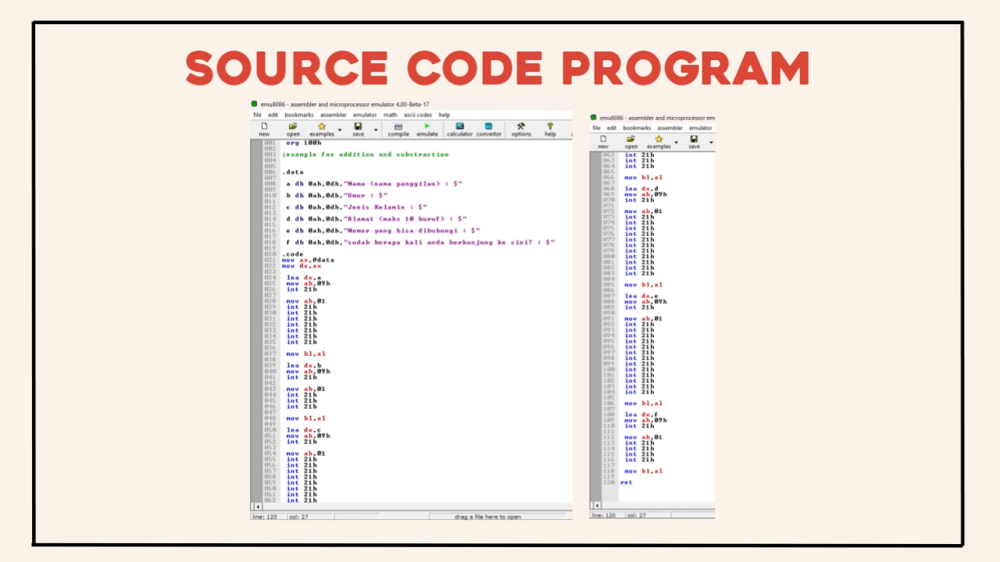 SOURCE CODE PROGRAM
emu8086 - assembler and microprocessor emulator 4.00-Beta-17
file edit bookmarks assembler emulator math ascii codes help
new open examples save compile emulate calculator convertor options help
001 org 100h
002
003 ;example for addition and substraction
004
005
006 .data
007
008 a db 0ah,0dh,"Nama (nama panggilan) : $"
009
010 b db 0ah,0dh,"Umur : $"
011
012 c db 0ah,0dh,"Jenis Kelamin : $"
013
014 d db 0ah,0dh,"Alamat (maks 10 huruf) : $"
015
016 e db 0ah,0dh,"Nomor yang bisa dihubungi : $"
017
018 f db 0ah,0dh,"sudah berapa kali anda berkunjung ke sini? : $"
019
020 .code
021 mov ax,@data
022 mov ds,ax
023
024 lea dx,a
025 mov ah,09h
026 int 21h
027
028 mov ah,01
029 int 21h
030 int 21h
031 int 21h
032 int 21h
033 int 21h
034 int 21h
035 int 21h
036
037 mov bl,al
038
039 lea dx,b
040 mov ah,09h
041 int 21h
042
043 mov ah,01
044 int 21h
045 int 21h
046 int 21h
047
048 mov bl,al
049
050 lea dx,c
051 mov ah,09h
052 int 21h
053
054 mov ah,01
055 int 21h
056 int 21h
057 int 21h
058 int 21h
059 int 21h
060 int 21h
061 int 21h
062 int 21h
line: 120 col: 27 drag a file here to open
emu8086 - assembler and microprocessor em
file edit bookmarks assembler emulator
new open examples save
062 int 21h
063 int 21h
064 int 21h
065
066 mov bl,al
067
068 lea dx,d
069 mov ah,09h
070 int 21h
071
072 mov ah,01
073 int 21h
074 int 21h
075 int 21h
076 int 21h
077 int 21h
078 int 21h
079 int 21h
080 int 21h
081 int 21h
082 int 21h
083 int 21h
084
085 mov bl,al
086
087 lea dx,e
088 mov ah,09h
089 int 21h
090
091 mov ah,01
092 int 21h
093 int 21h
094 int 21h
095 int 21h
096 int 21h
097 int 21h
098 int 21h
099 int 21h
100 int 21h
101 int 21h
102 int 21h
103 int 21h
104 int 21h
105
106 mov bl,al
107
108 lea dx,f
109 mov ah,09h
110 int 21h
111
112 mov ah,01
113 int 21h
114 int 21h
115 int 21h
116 int 21h
117
118 mov bl,al
119
120 ret
line: 120 col: 27